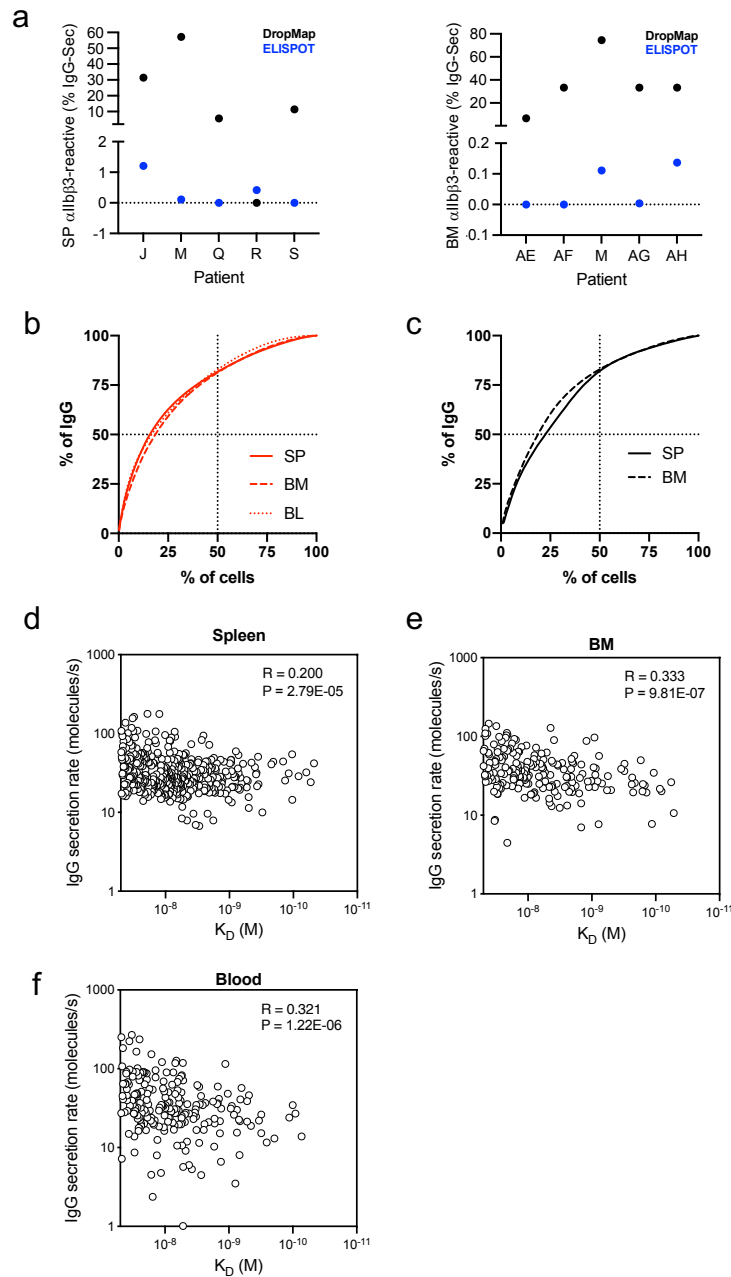 a
DropMap
ELISPOT
SP αIIbβ3-reactive (% IgG-Sec)
60
50
40
30
20
10
2
1
0
-1
J M Q R S
Patient
DropMap
ELISPOT
BM αIIbβ3-reactive (% IgG-Sec)
80
60
40
20
0.2
0.1
0.0
0.1
AE AF M AG AH
Patient
b
% of IgG
100
75
50
25
0
0 25 50 75 100
% of cells
SP
BM
BL
c
% of IgG
100
75
50
25
0
0 25 50 75 100
% of cells
SP
BM
d
Spleen
R = 0.200
P = 2.79E-05
IgG secretion rate (molecules/s)
1000
100
10
1
10⁻⁸ 10⁻⁹ 10⁻¹⁰ 10⁻¹¹
K_D (M)
e
BM
R = 0.333
P = 9.81E-07
IgG secretion rate (molecules/s)
1000
100
10
1
10⁻⁸ 10⁻⁹ 10⁻¹⁰ 10⁻¹¹
K_D (M)
f
Blood
R = 0.321
P = 1.22E-06
IgG secretion rate (molecules/s)
1000
100
10
1
10⁻⁸ 10⁻⁹ 10⁻¹⁰ 10⁻¹¹
K_D (M)